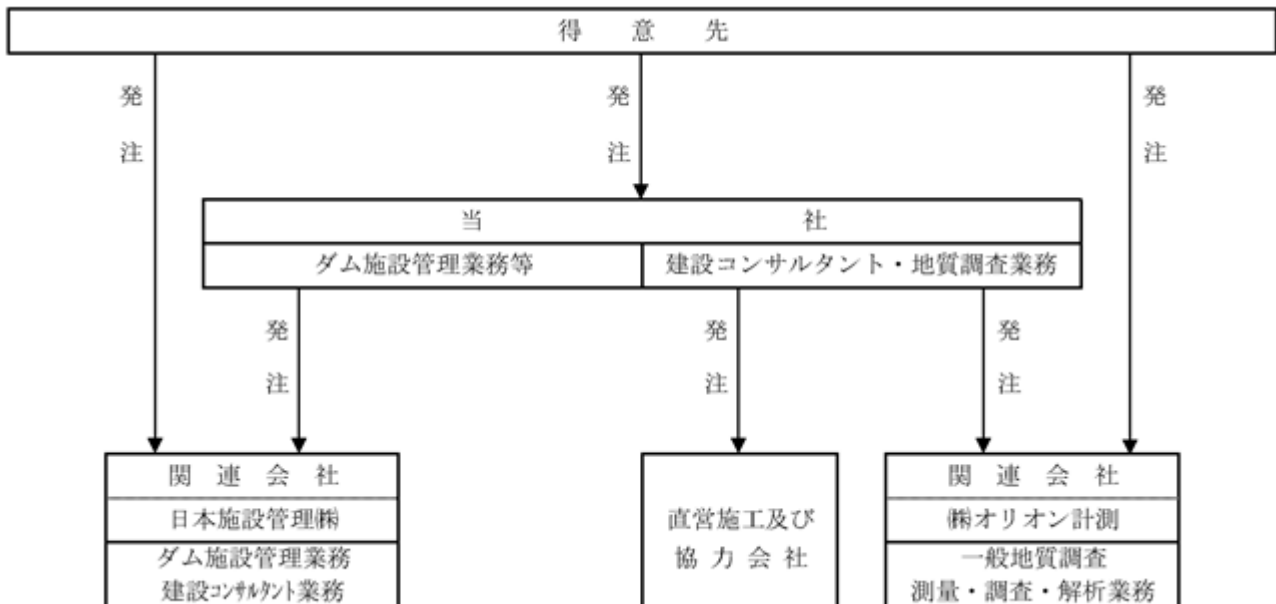 得意先
発注
発注
発注
当社
ダム施設管理業務等
建設コンサルタント・地質調査業務
発注
発注
発注
関連会社
日本施設管理㈱
ダム施設管理業務
建設ｺﾝｻﾙﾀﾝﾄ業務
直営施工及び
協力会社
関連会社
㈱オリオン計測
一般地質調査
測量・調査・解析業務